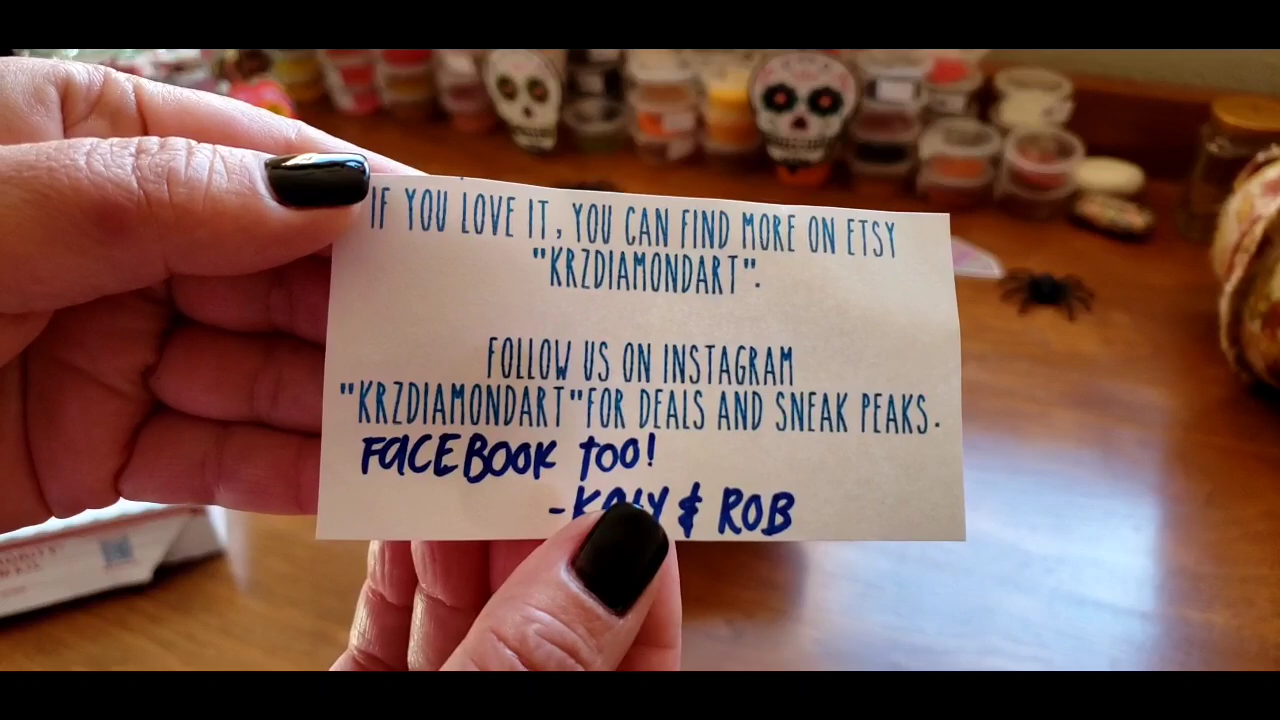 IF YOU LOVE IT, YOU CAN FIND MORE ON ETSY
"KRZDIAMONDART".
FOLLOW US ON INSTAGRAM
"KRZDIAMONDART" FOR DEALS AND SNEAK PEAKS.
FACEBOOK TOO!
& ROB